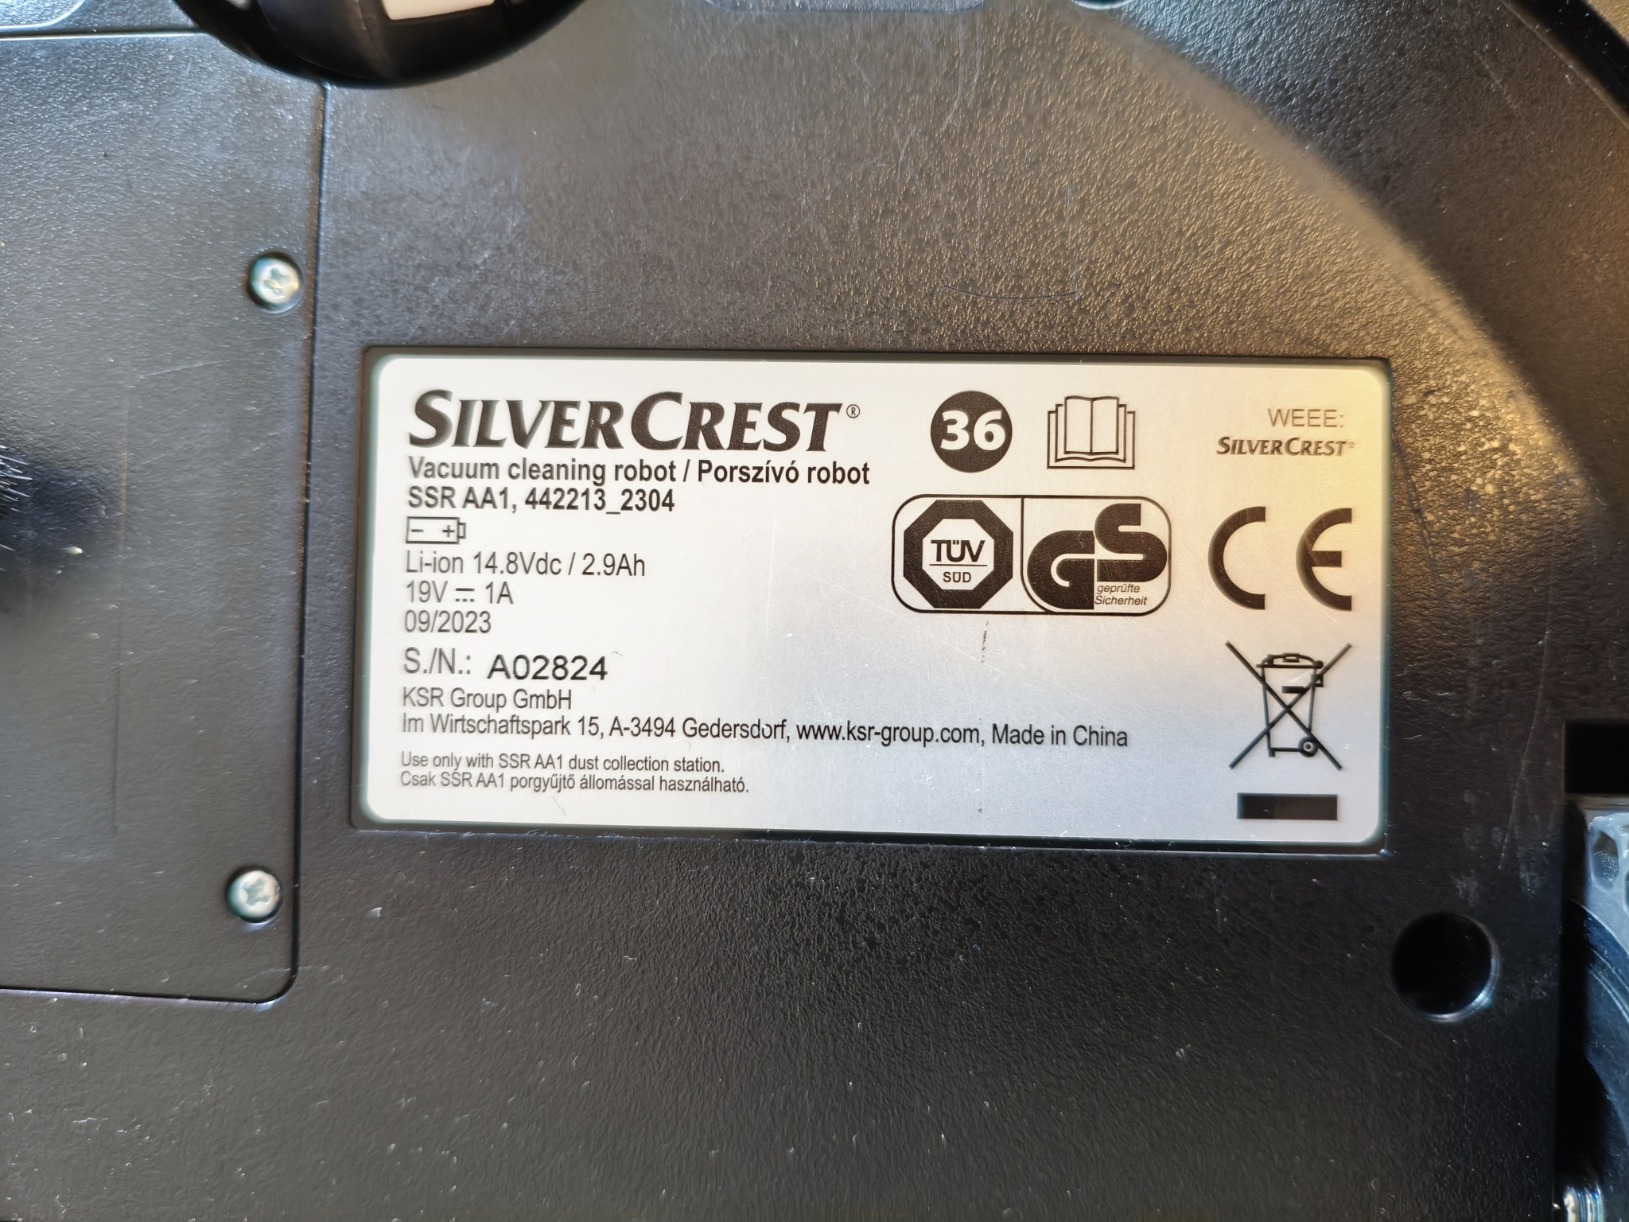 SILVERCREST®
Vacuum cleaning robot / Porszívó robot
SSR AA1, 442213_2304
- +
Li-ion 14.8Vdc / 2.9Ah
19V ⎓ 1A
09/2023
S./N.: A02824
KSR Group GmbH
Im Wirtschaftspark 15, A-3494 Gedersdorf, www.ksr-group.com, Made in China
Use only with SSR AA1 dust collection station.
Csak SSR AA1 porgyűjtő állomással használható.
36
TÜV
SÜD
GS
geprüfte
Sicherheit
WEEE:
SILVERCREST®
CE